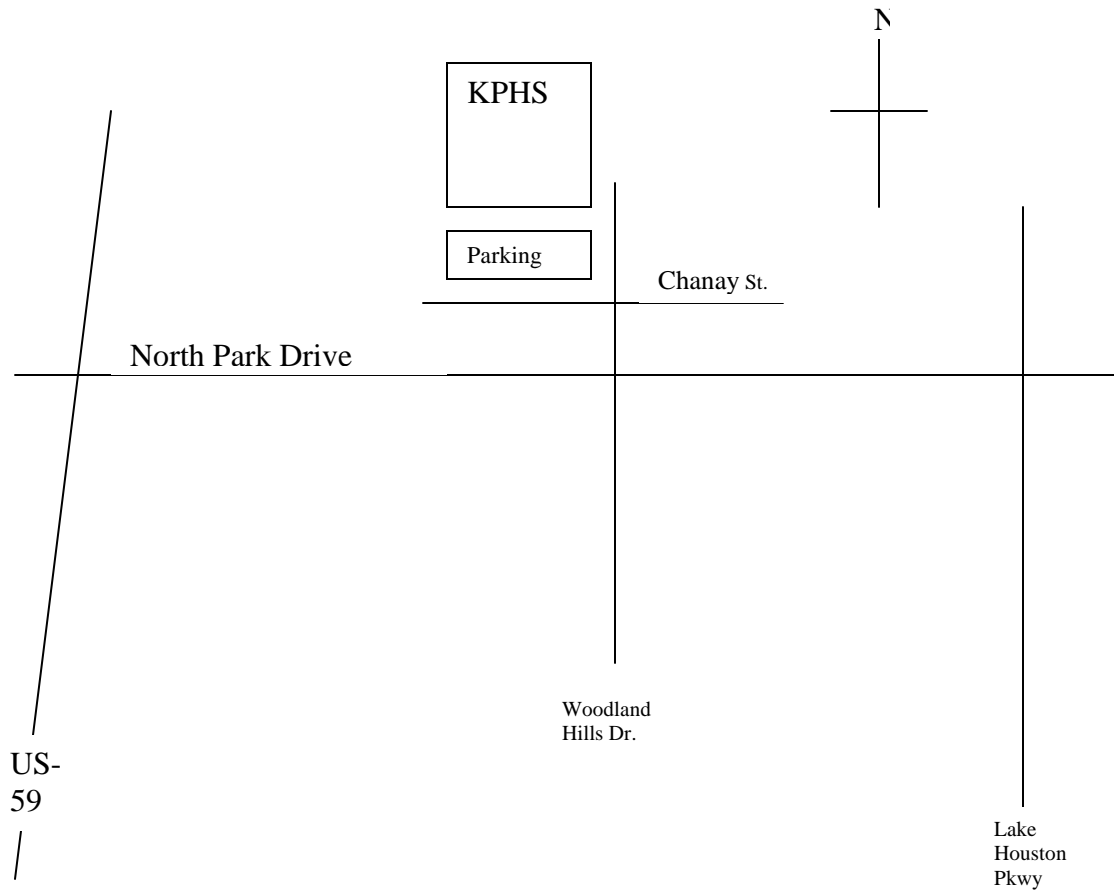 N
KPHS
Parking
Chanay St.
North Park Drive
Woodland
Hills Dr.
US-
59
Lake
Houston
Pkwy